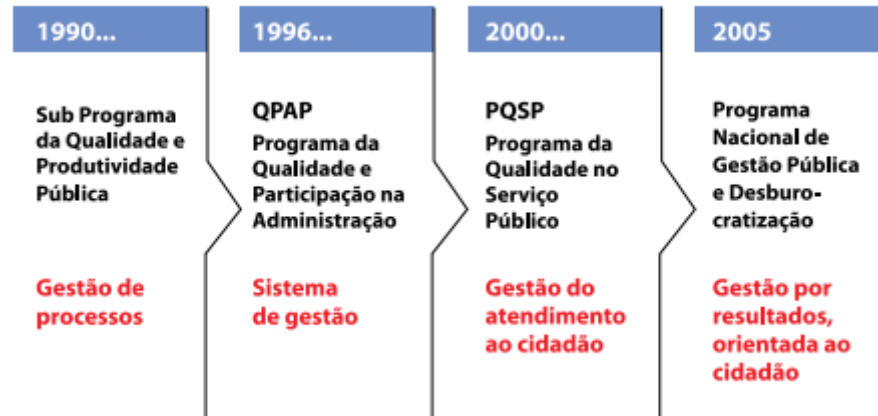 1990...
Sub Programa
da Qualidade e
Produtividade
Pública
Gestão de
processos
1996...
QPAP
Programa da
Qualidade e
Participação na
Administração
Sistema
de gestão
2000...
PQSP
Programa da
Qualidade no
Serviço
Público
Gestão do
atendimento
ao cidadão
2005
Programa
Nacional de
Gestão Pública
e Desburo-
cratização
Gestão por
resultados,
orientada ao
cidadão